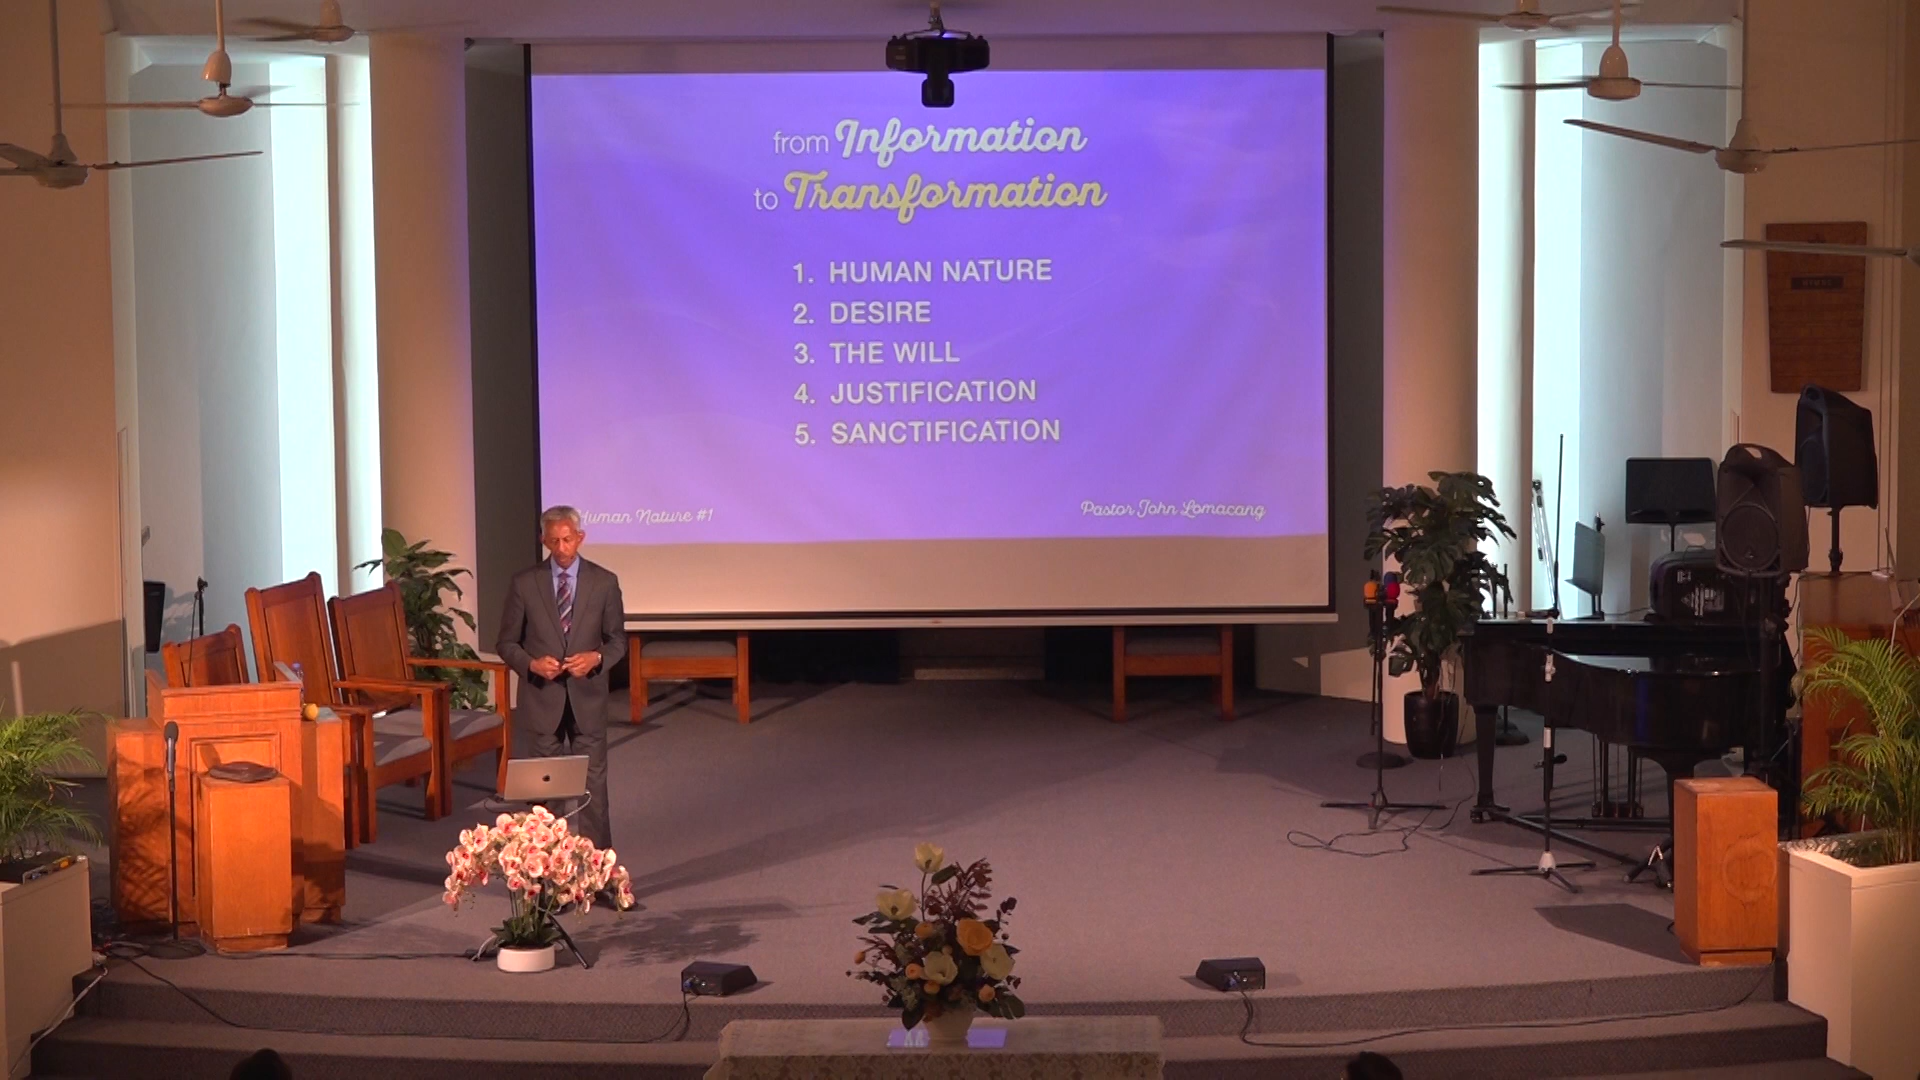 from Information
to Transformation
1. HUMAN NATURE
2. DESIRE
3. THE WILL
4. JUSTIFICATION
5. SANCTIFICATION
Human Nature #1
Pastor John Lomacang